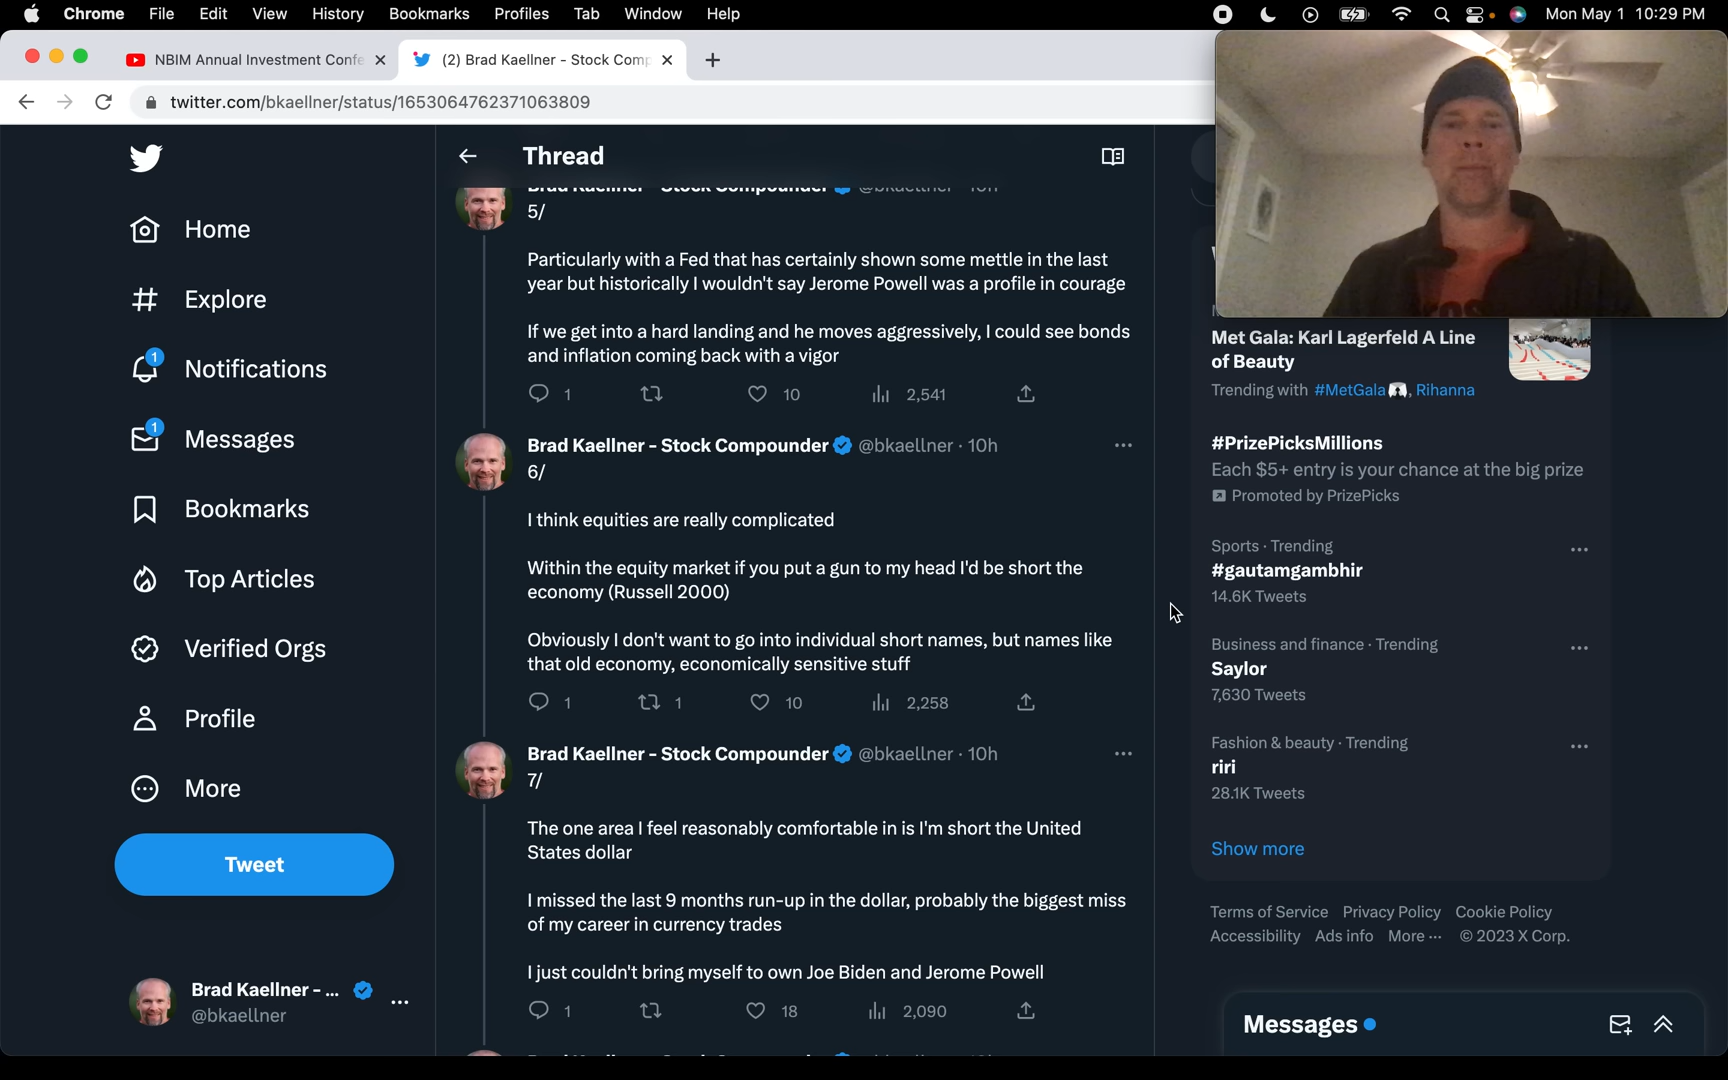 Chrome File Edit View History Bookmarks Profiles Tab Window Help Mon May 1 10:29 PM
NBIM Annual Investment Confe
(2) Brad Kaellner - Stock Comp
twitter.com/bkaellner/status/1653064762371063809
Home
Explore
1
Notifications
1
Messages
Bookmarks
Top Articles
Verified Orgs
Profile
More
Tweet
Brad Kaellner - ...
@bkaellner
Thread
Brad Kaellner - Stock Compounder @bkaellner · 10h
5/
Particularly with a Fed that has certainly shown some mettle in the last
year but historically I wouldn't say Jerome Powell was a profile in courage
If we get into a hard landing and he moves aggressively, I could see bonds
and inflation coming back with a vigor
1 10 2,541
Brad Kaellner – Stock Compounder @bkaellner · 10h
6/
I think equities are really complicated
Within the equity market if you put a gun to my head I'd be short the
economy (Russell 2000)
Obviously I don't want to go into individual short names, but names like
that old economy, economically sensitive stuff
1 1 10 2,258
Brad Kaellner – Stock Compounder @bkaellner · 10h
7/
The one area I feel reasonably comfortable in is I'm short the United
States dollar
I missed the last 9 months run-up in the dollar, probably the biggest miss
of my career in currency trades
I just couldn't bring myself to own Joe Biden and Jerome Powell
1 18 2,090
Met Gala: Karl Lagerfeld A Line
of Beauty
Trending with #MetGala, Rihanna
#PrizePicksMillions
Each $5+ entry is your chance at the big prize
Promoted by PrizePicks
Sports · Trending
#gautamgambhir
14.6K Tweets
Business and finance · Trending
Saylor
7,630 Tweets
Fashion & beauty · Trending
riri
28.1K Tweets
Show more
Terms of Service Privacy Policy Cookie Policy
Accessibility Ads info More ··· © 2023 X Corp.
Messages